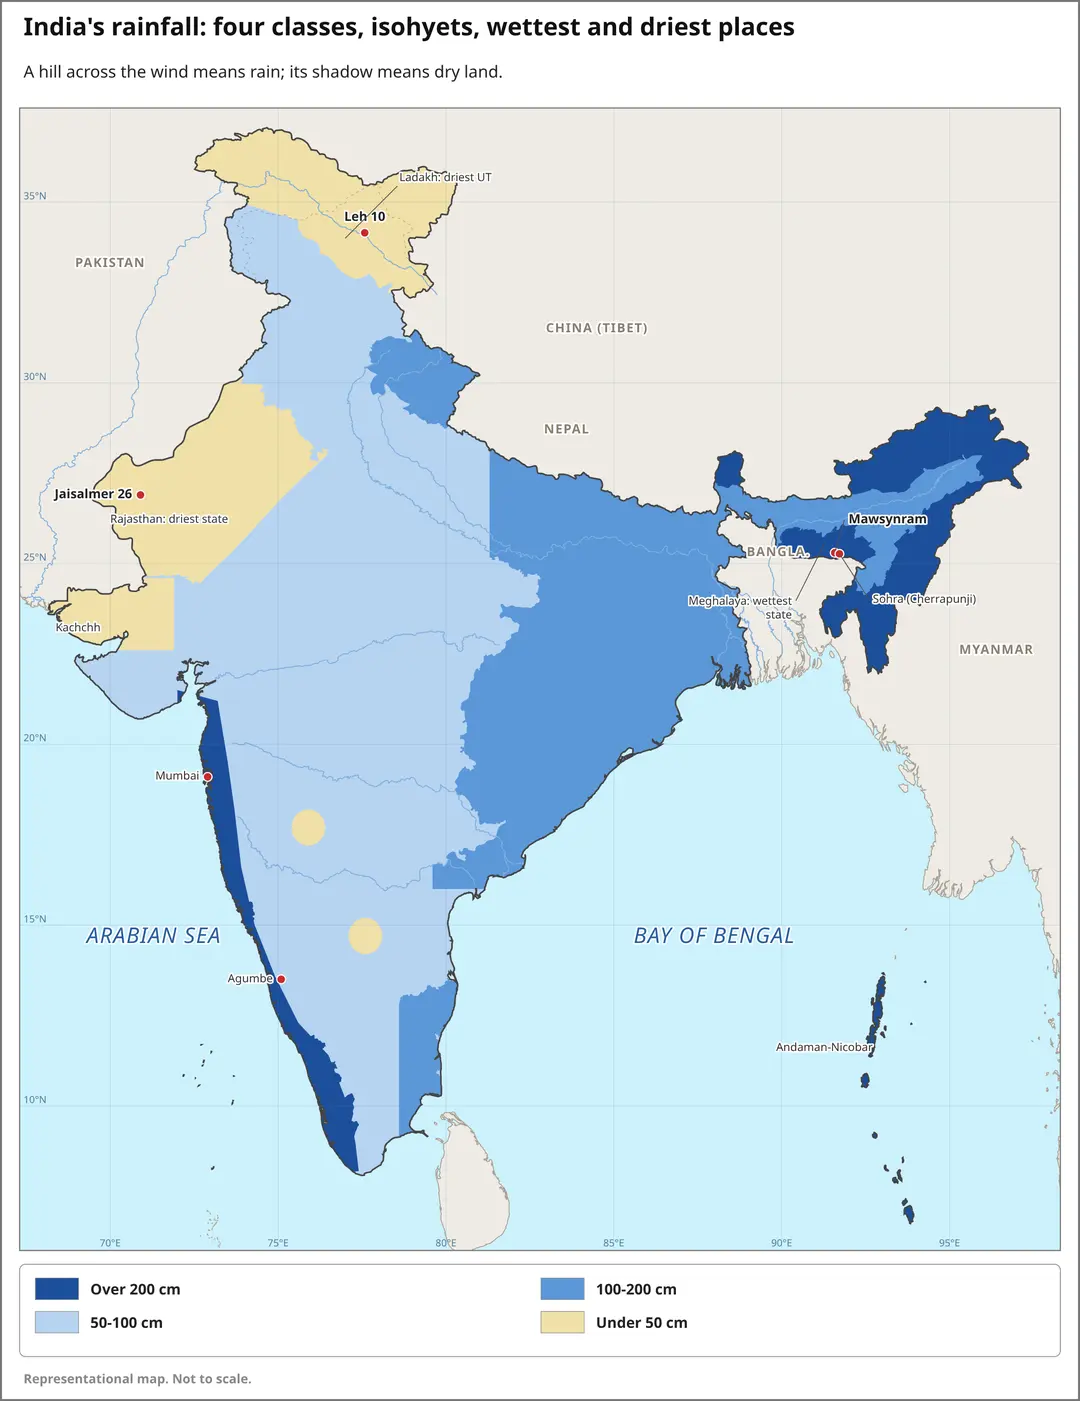 India's rainfall: four classes, isohyets, wettest and driest places
A hill across the wind means rain; its shadow means dry land.
Ladakh: driest UT
35°N
Leh 10
PAKISTAN
CHINA (TIBET)
30°N
NEPAL
Jaisalmer 26
Rajasthan: driest state
Mawsynram
25°N
BANGLA.
Meghalaya: wettest
state
Sohra (Cherrapunji)
Kachchh
MYANMAR
20°N
Mumbai
15°N
ARABIAN SEA
BAY OF BENGAL
Agumbe
Andaman-Nicobar
10°N
70°E
75°E
80°E
85°E
90°E
95°E
Over 200 cm
100-200 cm
50-100 cm
Under 50 cm
Representational map. Not to scale.